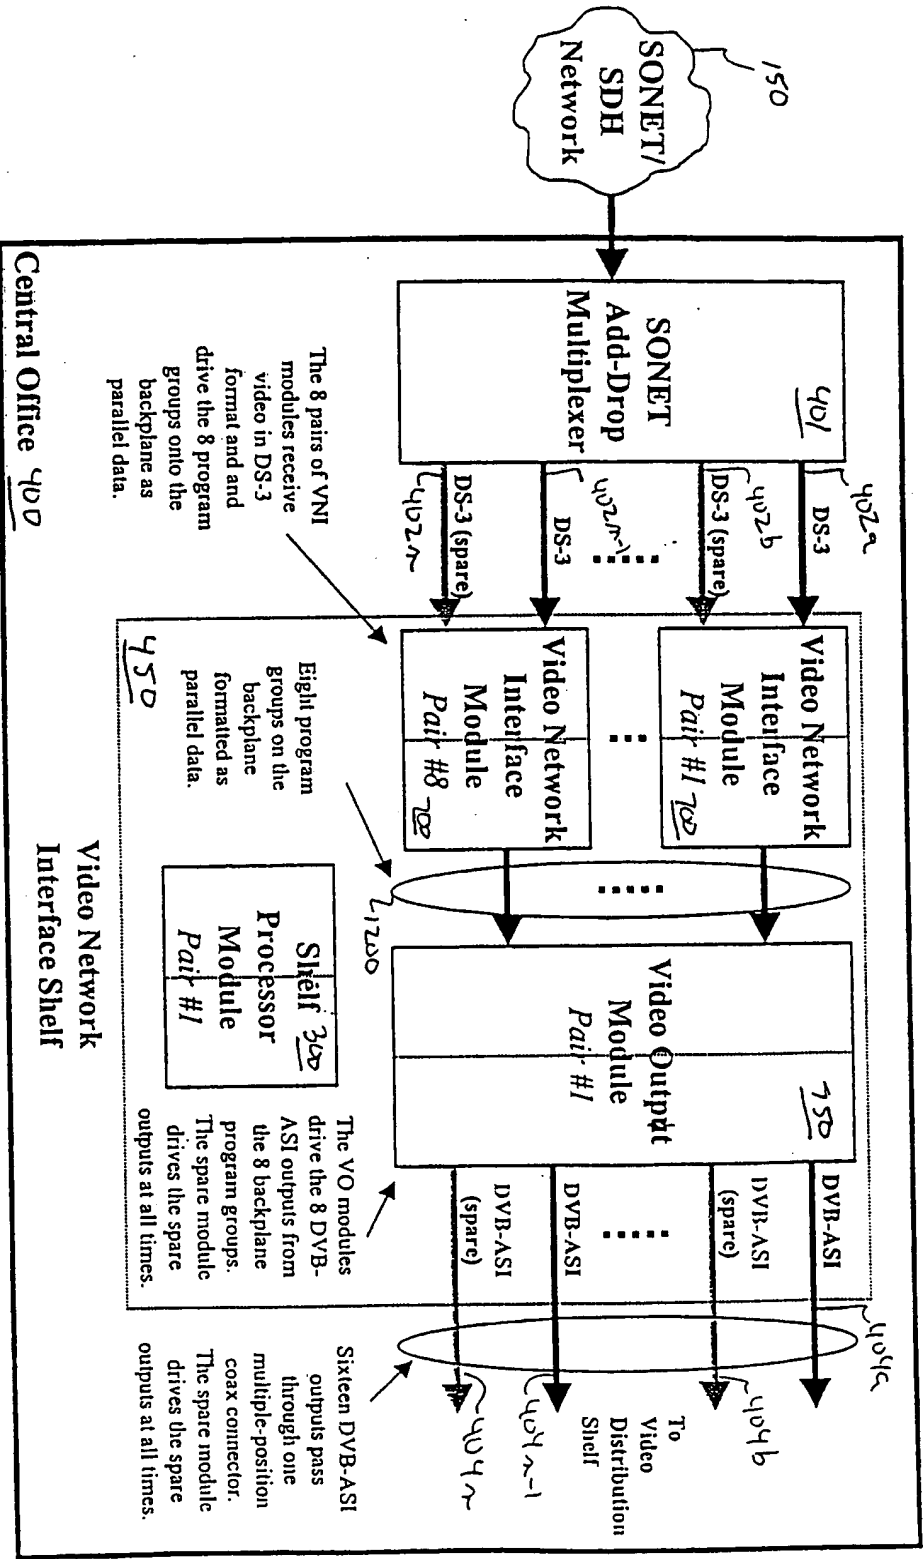 150
SONET/
SDH
Network
401
SONET
Add-Drop
Multiplexer
402a
DS-3
402b
DS-3 (spare)
402n-1
DS-3
DS-3 (spare)
402n
The 8 pairs of VNI
modules receive
video in DS-3
format and and
drive the 8 program
groups onto the
backplane as
parallel data.
Video Network
Interface
Module
Pair #1 700
Video Network
Interface
Module
Pair #8 700
Eight program
groups on the
backplane
formatted as
parallel data.
450
1200
750
Video Output
Module
Pair #1
Shelf 300
Processor
Module
Pair #1
Video Network
Interface Shelf
DVB-ASI
DVB-ASI
(spare)
DVB-ASI
DVB-ASI
(spare)
The VO modules
drive the 8 DVB-
ASI outputs from
the 8 backplane
program groups.
The spare module
drives the spare
outputs at all times.
404a
404b
To
Video
Distribution
Shelf
404n-1
404n
Sixteen DVB-ASI
outputs pass
through one
multiple-position
coax connector.
The spare module
drives the spare
outputs at all times.
Central Office 400